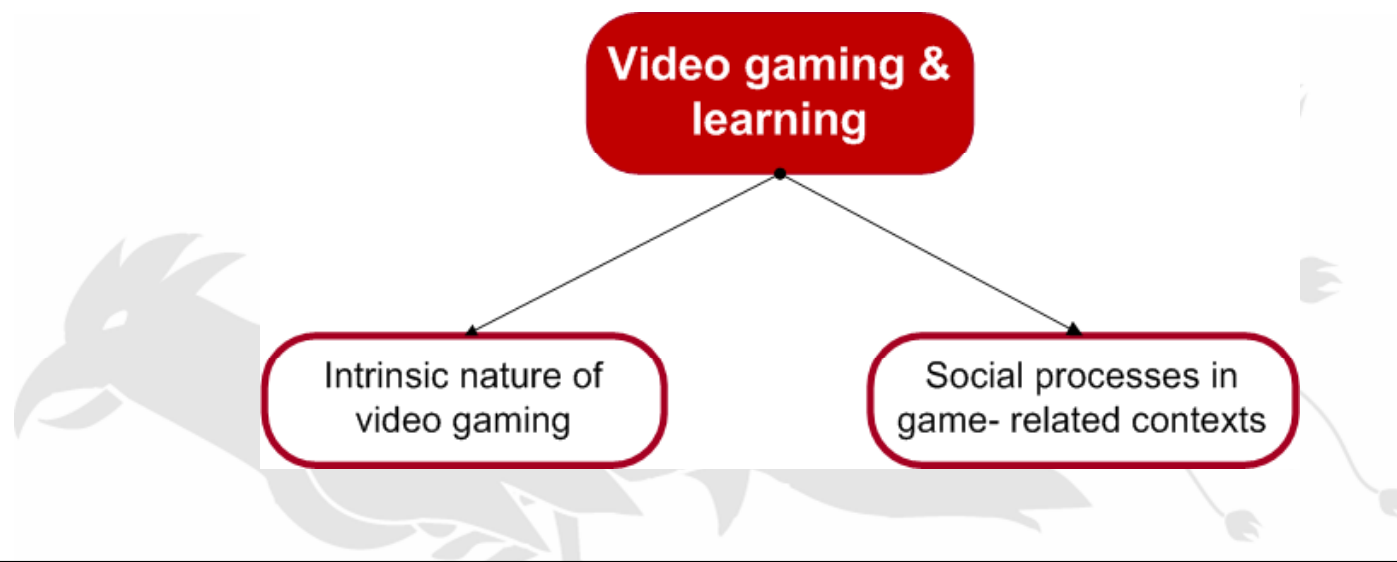 Video gaming &
learning
Intrinsic nature of
video gaming
Social processes in
game- related contexts